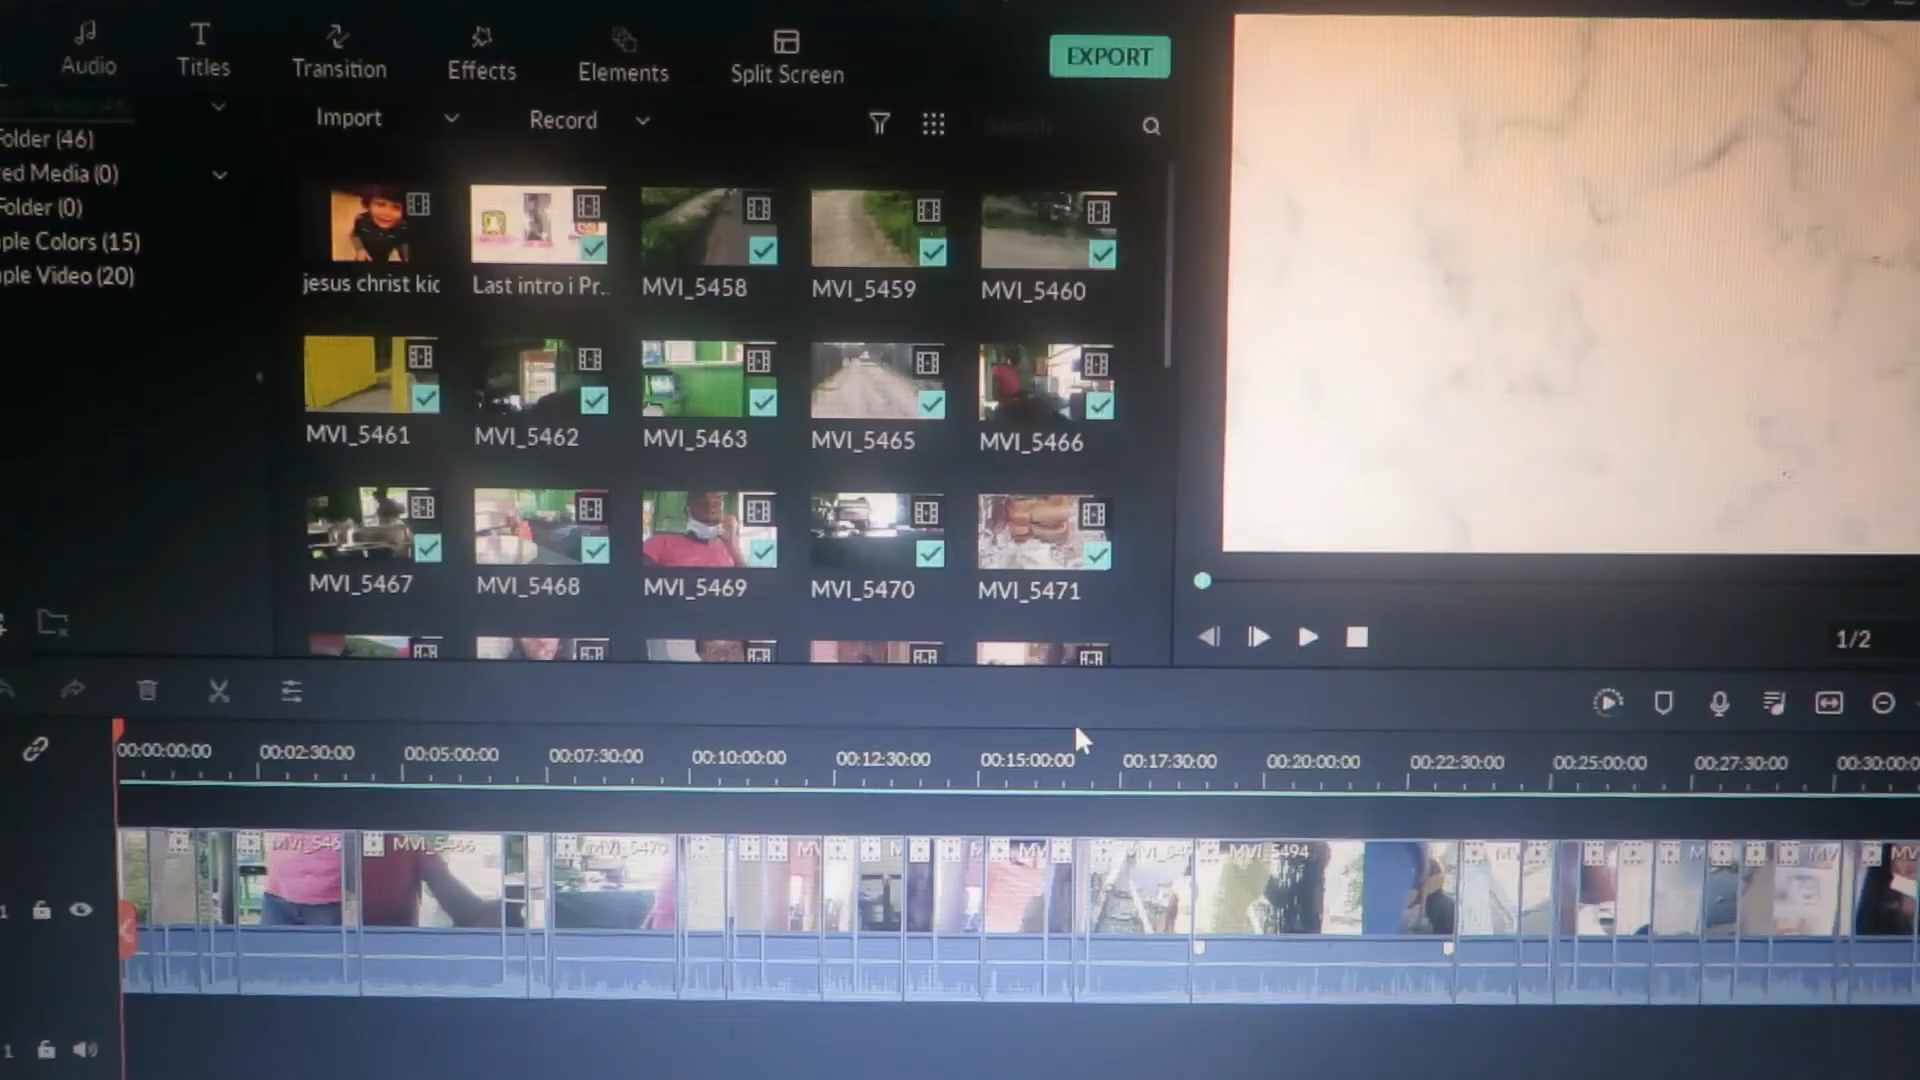 Audio
Titles
Transition
Effects
Elements
Split Screen
EXPORT
Import
Record
Search
Folder (46)
ed Media (0)
Folder (0)
ple Colors (15)
ple Video (20)
jesus christ kic
Last intro i Pr..
MVI_5458
MVI_5459
MVI_5460
MVI_5461
MVI_5462
MVI_5463
MVI_5465
MVI_5466
MVI_5467
MVI_5468
MVI_5469
MVI_5470
MVI_5471
1/2
00:00:00:00
00:02:30:00
00:05:00:00
00:07:30:00
00:10:00:00
00:12:30:00
00:15:00:00
00:17:30:00
00:20:00:00
00:22:30:00
00:25:00:00
00:27:30:00
00:30:00:0
MVI_546
MVI_5466
MVI_5470
MVI_5494
1
1